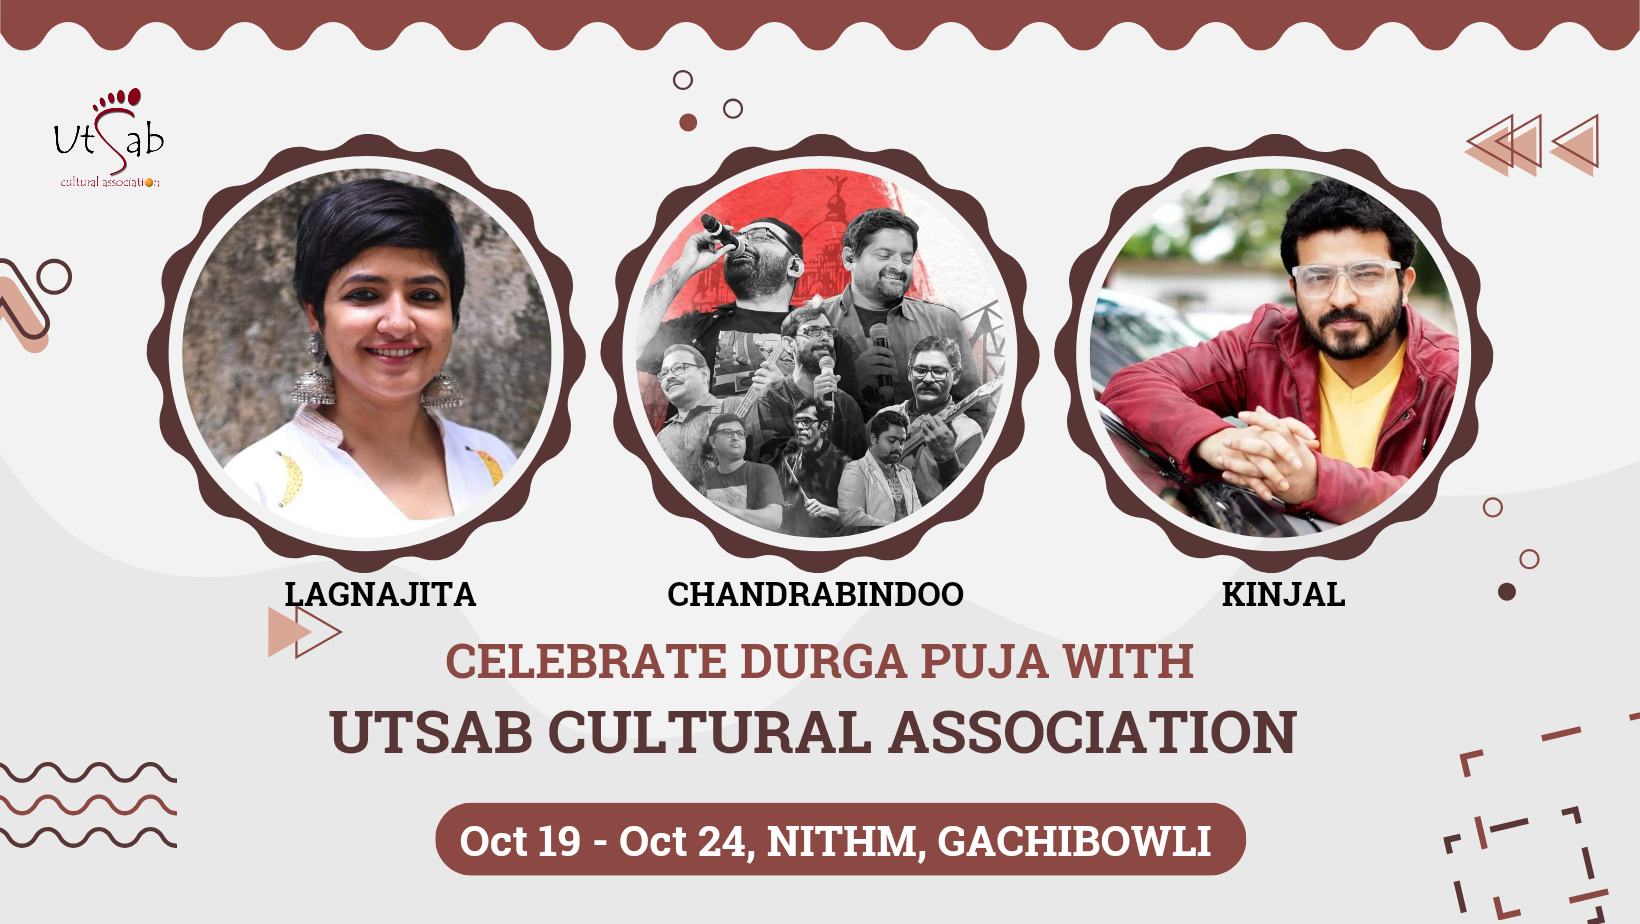 Utsab
cultural association
LAGNAJITA
CHANDRABINDOO
KINJAL
CELEBRATE DURGA PUJA WITH
UTSAB CULTURAL ASSOCIATION
Oct 19 - Oct 24, NITHM, GACHIBOWLI